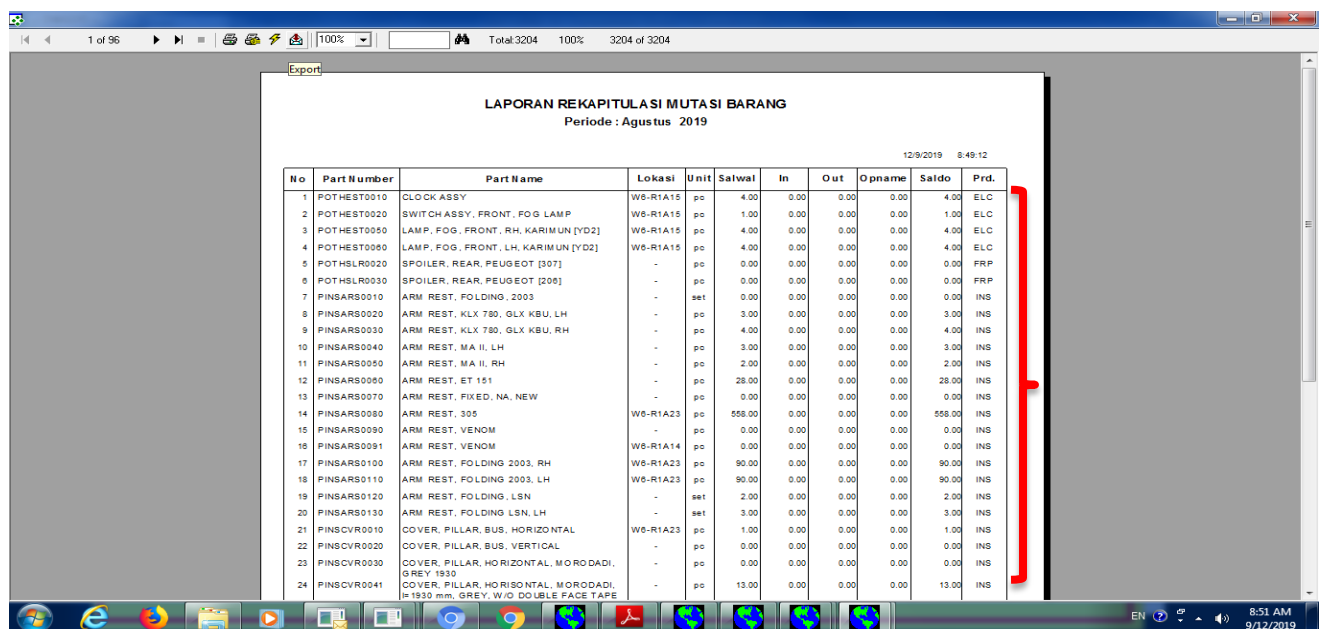 1 of 96 100% Total:3204 100% 3204 of 3204
Export
LAPORAN REKAPITULASI MUTASI BARANG
Periode : Agustus 2019
12/9/2019 8:49:12
No Part Number Part Name Lokasi Unit Salwal In Out Opname Saldo Prd.
1 POTHEST0010 CLOCK ASSY W6-R1A15 pc 4.00 0.00 0.00 0.00 4.00 ELC
2 POTHEST0020 SWITCH ASSY, FRONT, FOG LAMP W6-R1A15 pc 1.00 0.00 0.00 0.00 1.00 ELC
3 POTHEST0050 LAMP, FOG, FRONT, RH, KARIMUN [YD2] W6-R1A15 pc 4.00 0.00 0.00 0.00 4.00 ELC
4 POTHEST0060 LAMP, FOG, FRONT, LH, KARIMUN [YD2] W6-R1A15 pc 4.00 0.00 0.00 0.00 4.00 ELC
5 POTHSLR0020 SPOILER, REAR, PEUGEOT [307] - pc 0.00 0.00 0.00 0.00 0.00 FRP
6 POTHSLR0030 SPOILER, REAR, PEUGEOT [206] - pc 0.00 0.00 0.00 0.00 0.00 FRP
7 PINSARS0010 ARM REST, FOLDING, 2003 - set 0.00 0.00 0.00 0.00 0.00 INS
8 PINSARS0020 ARM REST, KLX 780, GLX KBU, LH - pc 3.00 0.00 0.00 0.00 3.00 INS
9 PINSARS0030 ARM REST, KLX 780, GLX KBU, RH - pc 4.00 0.00 0.00 0.00 4.00 INS
10 PINSARS0040 ARM REST, MA II, LH - pc 3.00 0.00 0.00 0.00 3.00 INS
11 PINSARS0050 ARM REST, MA II, RH - pc 2.00 0.00 0.00 0.00 2.00 INS
12 PINSARS0060 ARM REST, ET 151 - pc 28.00 0.00 0.00 0.00 28.00 INS
13 PINSARS0070 ARM REST, FIXED, NA, NEW - pc 0.00 0.00 0.00 0.00 0.00 INS
14 PINSARS0080 ARM REST, 305 W6-R1A23 pc 558.00 0.00 0.00 0.00 558.00 INS
15 PINSARS0090 ARM REST, VENOM - pc 0.00 0.00 0.00 0.00 0.00 INS
16 PINSARS0091 ARM REST, VENOM W6-R1A14 pc 0.00 0.00 0.00 0.00 0.00 INS
17 PINSARS0100 ARM REST, FOLDING 2003, RH W6-R1A23 pc 90.00 0.00 0.00 0.00 90.00 INS
18 PINSARS0110 ARM REST, FOLDING 2003, LH W6-R1A23 pc 90.00 0.00 0.00 0.00 90.00 INS
19 PINSARS0120 ARM REST, FOLDING, LSN - set 2.00 0.00 0.00 0.00 2.00 INS
20 PINSARS0130 ARM REST, FOLDING LSN, LH - set 3.00 0.00 0.00 0.00 3.00 INS
21 PINSCVR0010 COVER, PILLAR, BUS, HORIZONTAL W6-R1A23 pc 1.00 0.00 0.00 0.00 1.00 INS
22 PINSCVR0020 COVER, PILLAR, BUS, VERTICAL - pc 0.00 0.00 0.00 0.00 0.00 INS
23 PINSCVR0030 COVER, PILLAR, HORIZONTAL, MORODADI, - pc 0.00 0.00 0.00 0.00 0.00 INS
GREY 1930
24 PINSCVR0041 COVER, PILLAR, HORISONTAL, MORODADI, - pc 13.00 0.00 0.00 0.00 13.00 INS
l=1930 mm, GREY, W/O DOUBLE FACE TAPE
EN 8:51 AM
9/12/2019